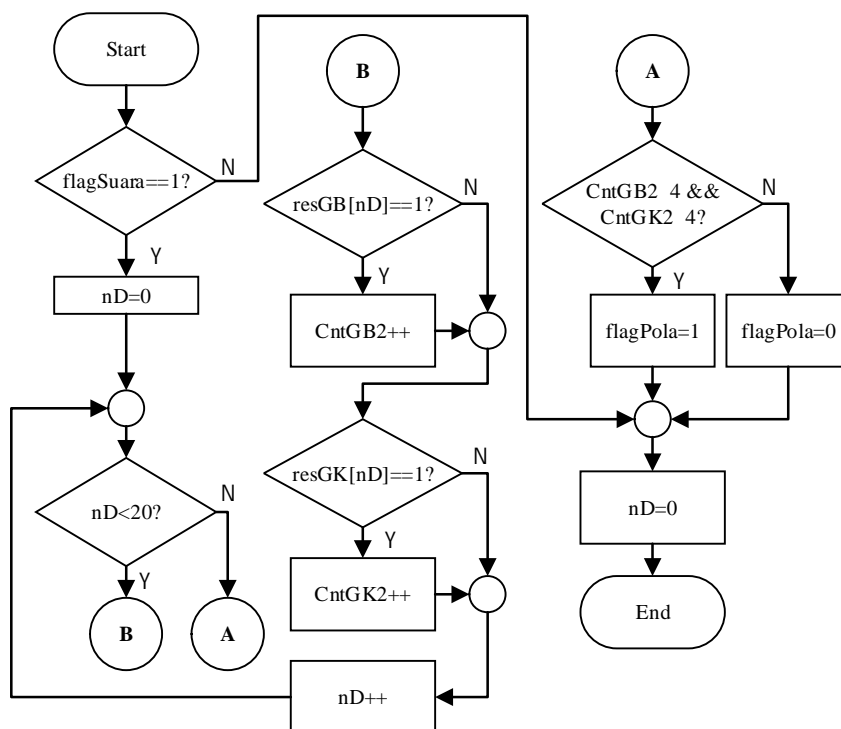 Start
flagSuara==1?
N
Y
nD=0
nD<20?
N
Y
B
A
B
resGB[nD]==1?
N
Y
CntGB2++
resGK[nD]==1?
N
Y
CntGK2++
nD++
A
CntGB2 4 &&
CntGK2 4?
N
Y
flagPola=1
flagPola=0
nD=0
End